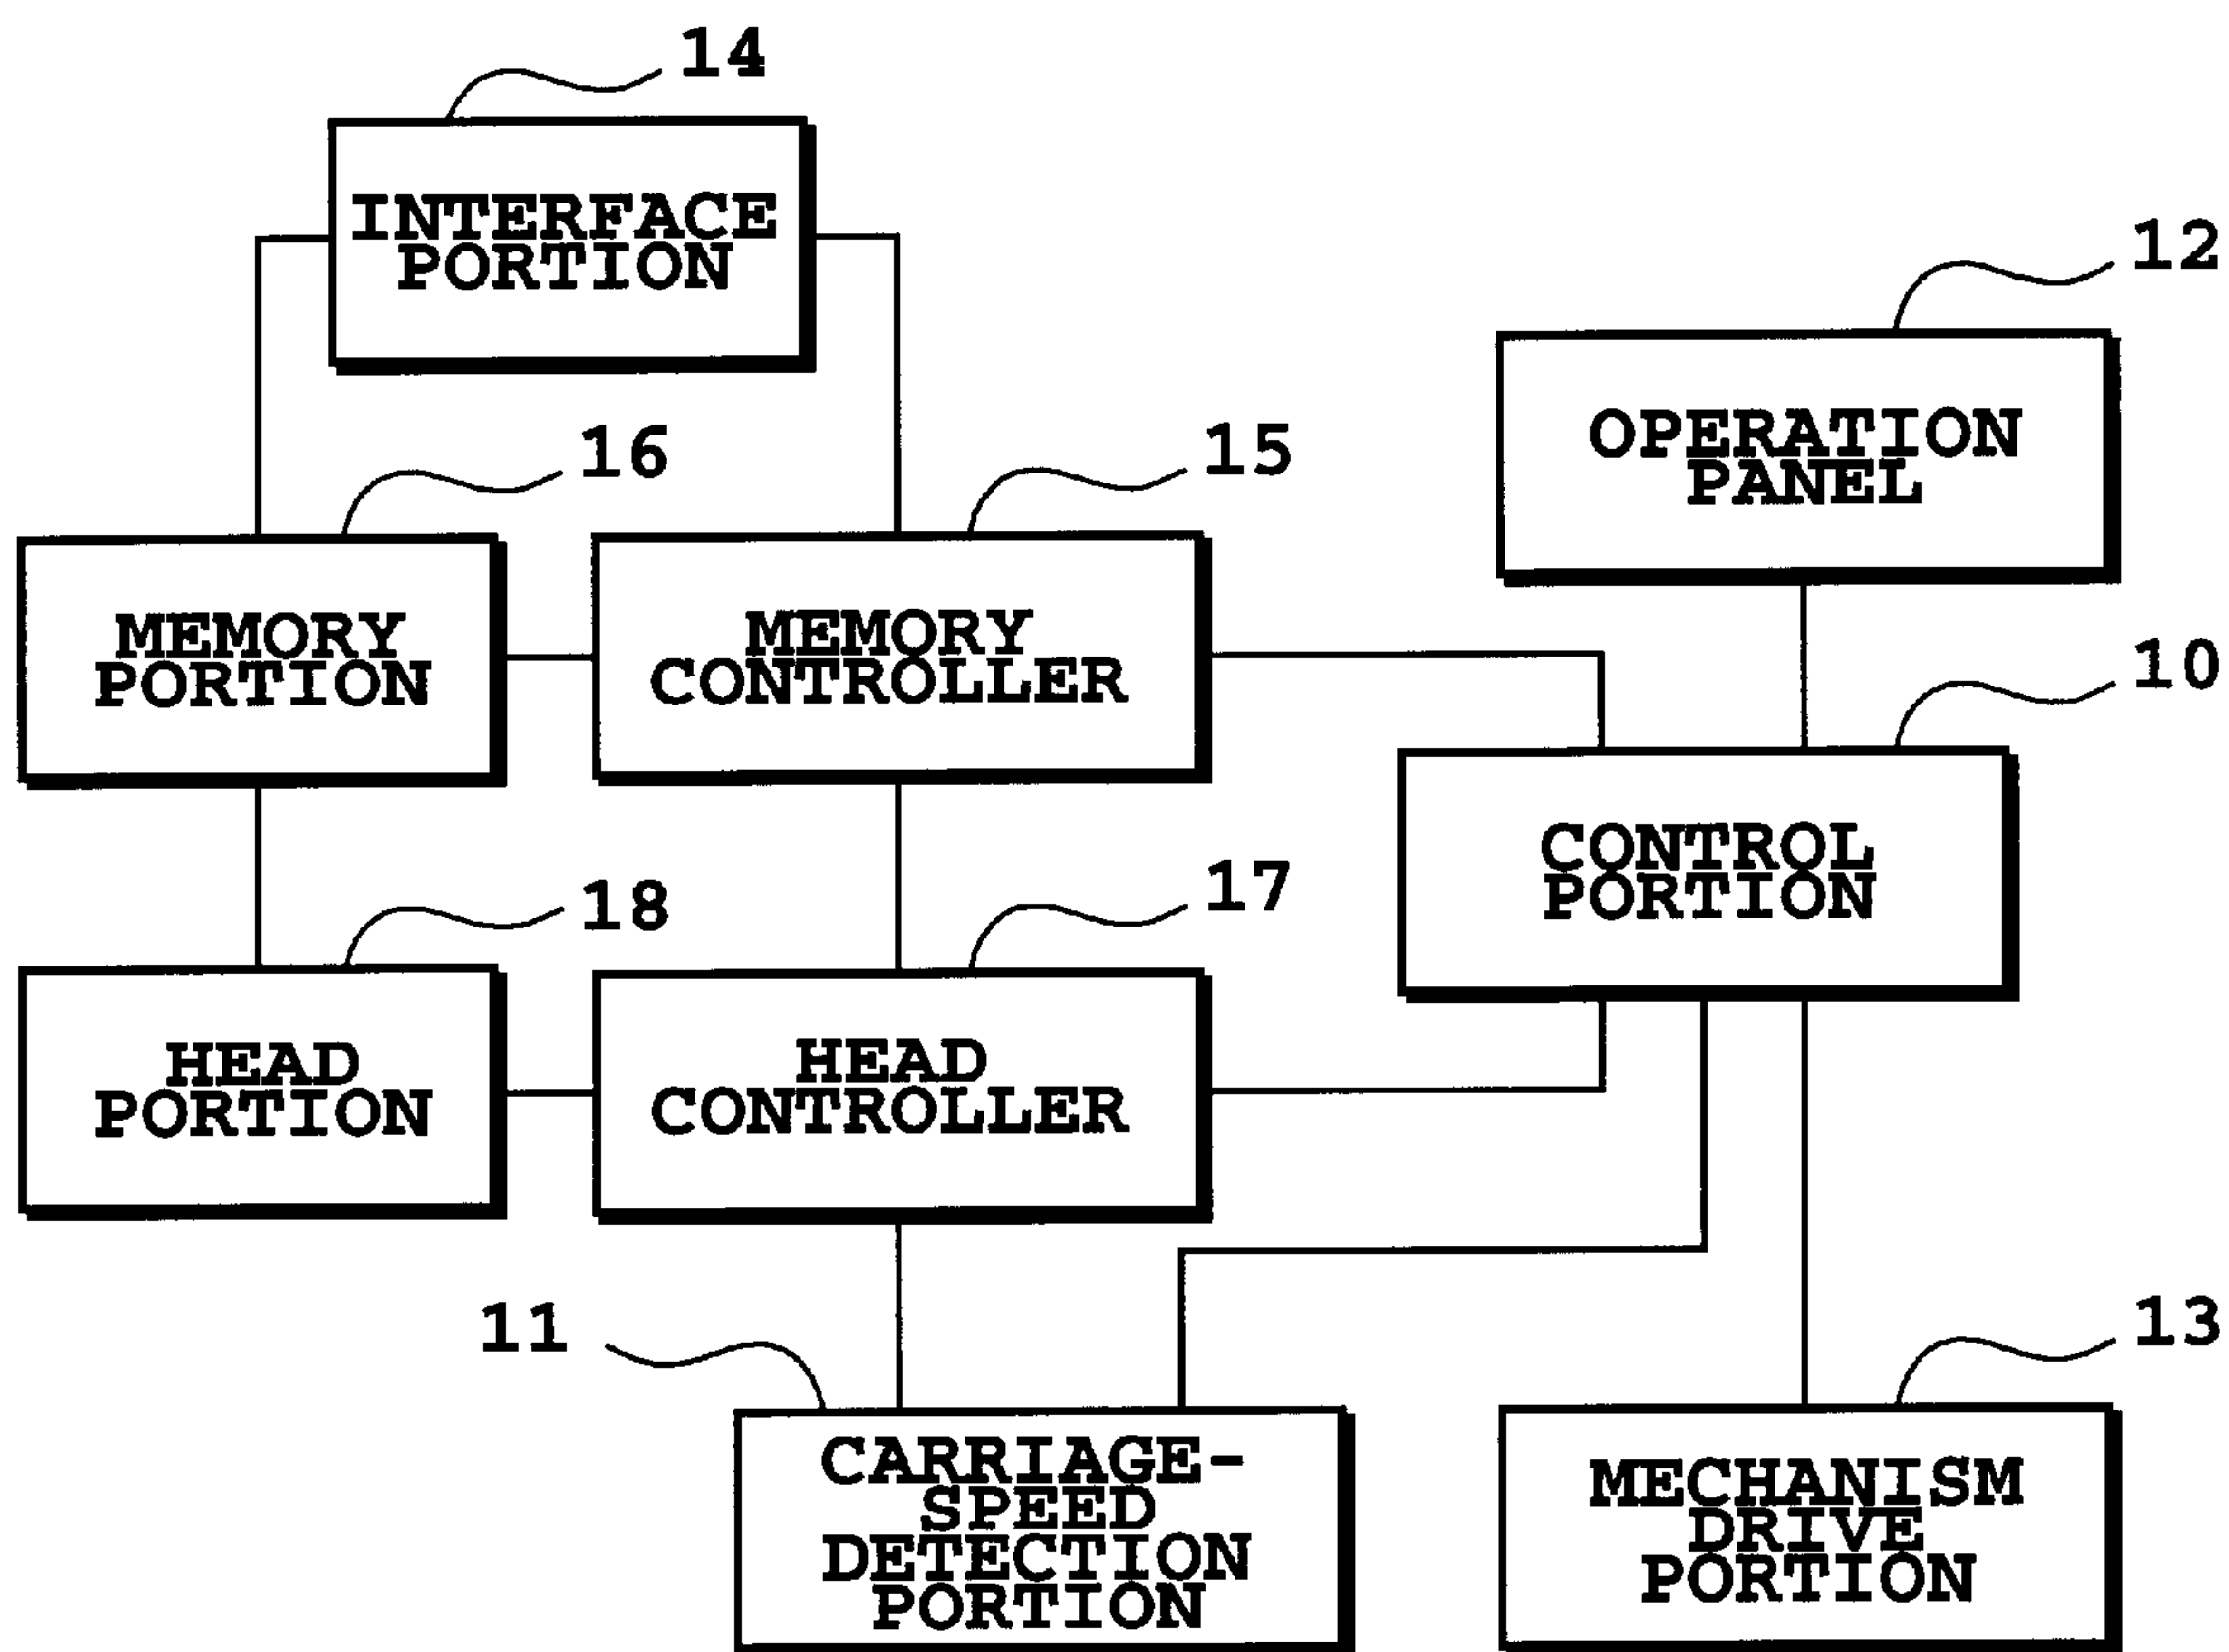 14
INTERFACE
PORTION
12
OPERATION
PANEL
16
MEMORY
PORTION
15
MEMORY
CONTROLLER
10
CONTROL
PORTION
18
HEAD
PORTION
17
HEAD
CONTROLLER
11
CARRIAGE-
SPEED
DETECTION
PORTION
13
MECHANISM
DRIVE
PORTION